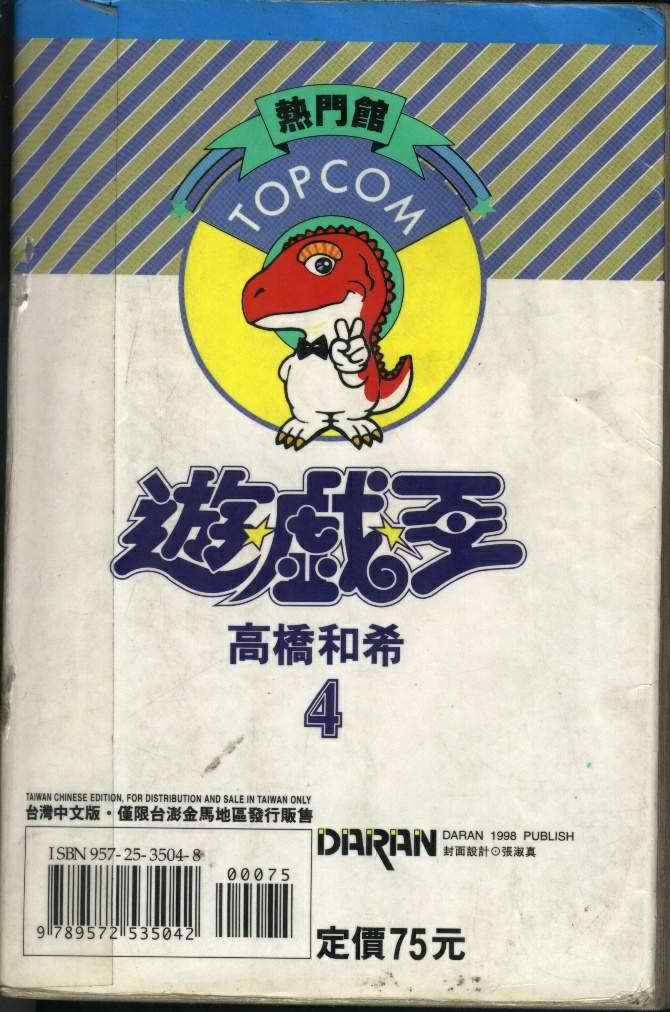 熱門館
TOPCOM
遊☆戲☆王
高橋和希
4
TAIWAN CHINESE EDITION, FOR DISTRIBUTION AND SALE IN TAIWAN ONLY
台灣中文版・僅限台澎金馬地區發行販售
ISBN 957-25-3504-8
00075
9 789572 535042
DARAN
DARAN 1998 PUBLISH
封面設計⊙張淑真
定價75元